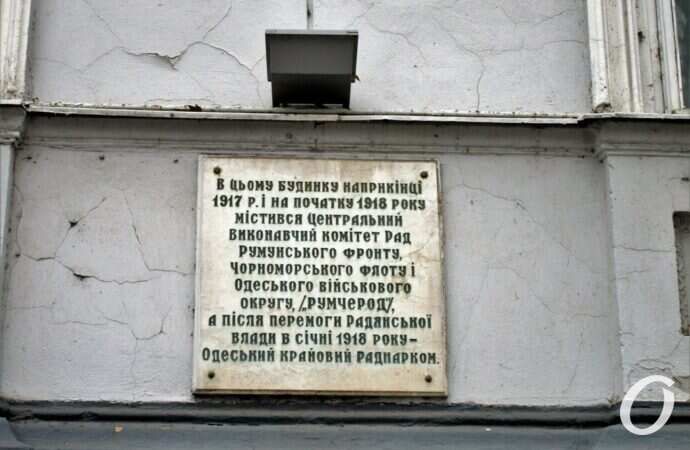 В цьому будинку наприкінці
1917 р. і на початку 1918 року
містився Центральний
Виконавчий Комітет Рад
Румунського фронту,
Чорноморського флоту і
Одеського військового
округу, /„Румчерод"/,
а після перемоги Радянської
влади в січні 1918 року—
Одеський крайовий Раднарком.
О